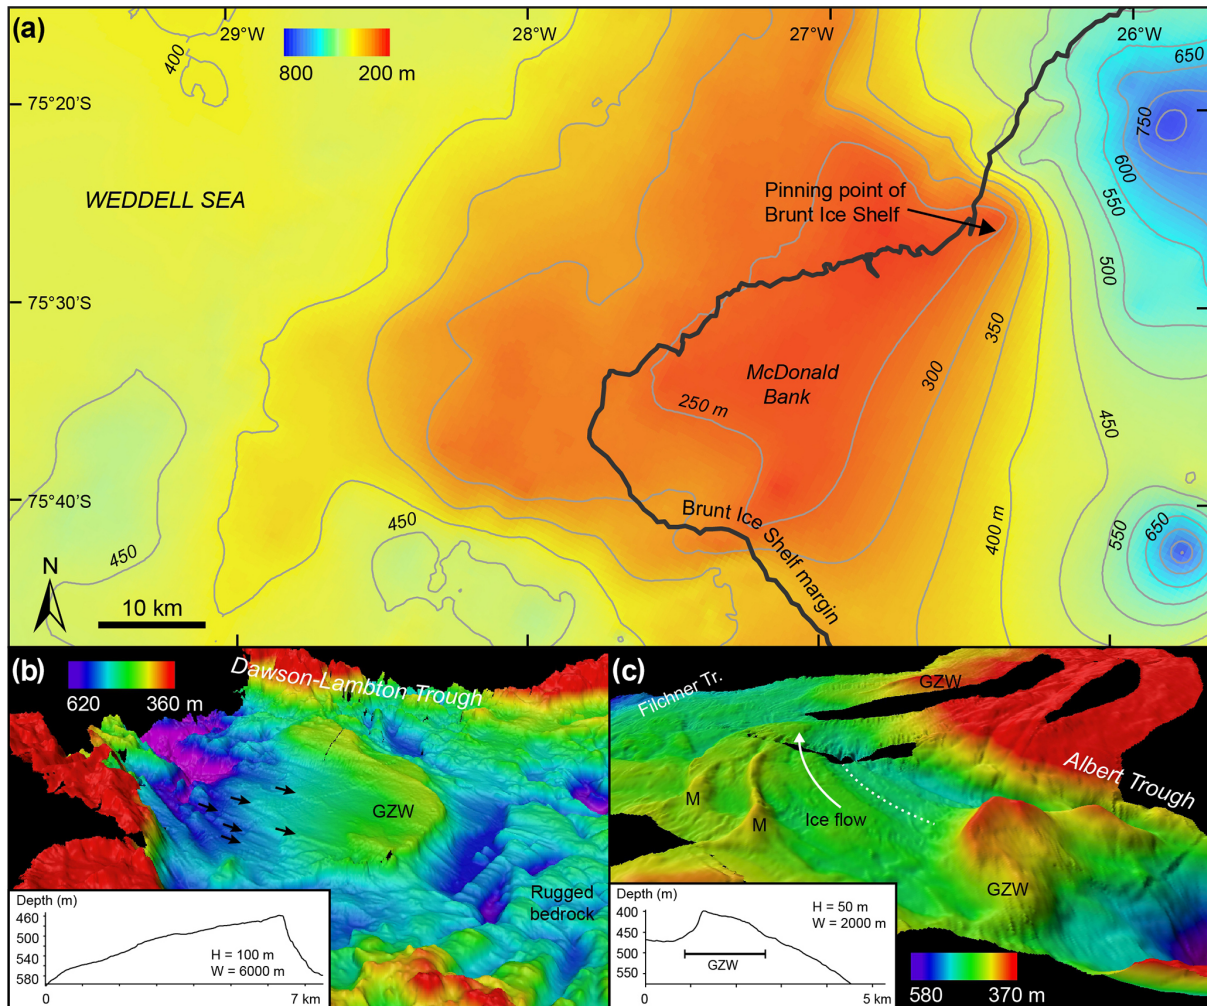 (a)
29°W
28°W
27°W
26°W
800
200 m
400
650
750
600
550
500
450
75°20'S
WEDDELL SEA
Pinning point of
Brunt Ice Shelf
75°30'S
350
300
McDonald
Bank
250 m
75°40'S
450
450
Brunt Ice Shelf margin
400 m
550
650
N
10 km
(b)
620
360 m
Dawson-Lambton Trough
GZW
Rugged
bedrock
Depth (m)
460
500
540
580
H = 100 m
W = 6000 m
0
7 km
(c)
Filchner Tr.
GZW
Albert Trough
M
M
Ice flow
GZW
Depth (m)
400
450
500
550
H = 50 m
W = 2000 m
GZW
0
5 km
580
370 m